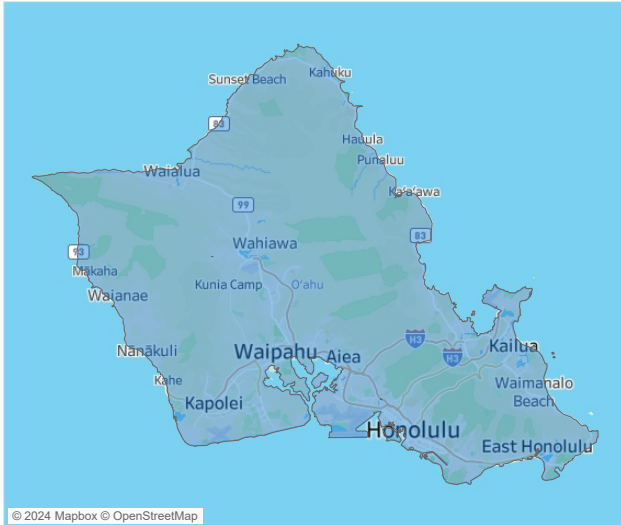 Kahuku
Sunset Beach
83
Hauula
Punaluu
Waialua
Ka‘a‘awa
99
83
Wahiawa
93
Mākaha
Kunia Camp
O‘ahu
Waianae
H3
Kailua
Nānākuli
Waipahu
Aiea
H3
Kahe
Waimanalo
Beach
Kapolei
Honolulu
East Honolulu
© 2024 Mapbox © OpenStreetMap